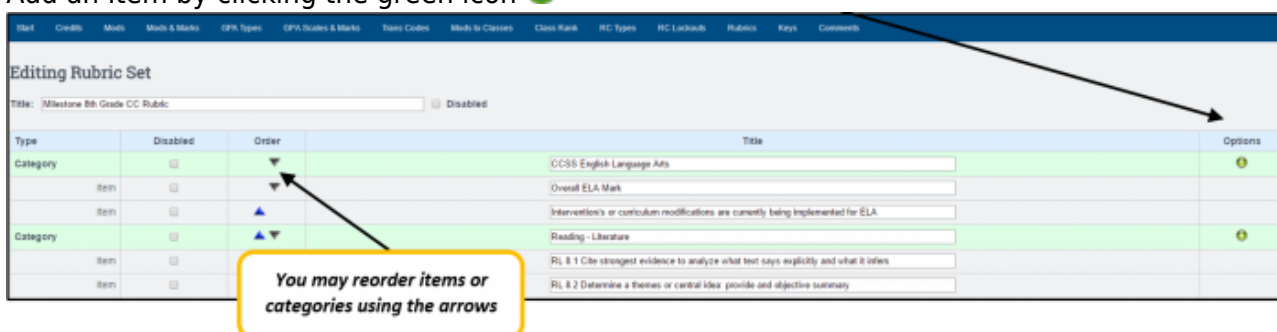 Add an item by clicking the green icon
Start Credits Mods Mods & Marks GPA Types GPA Scales & Marks Trans Codes Mods to Classes Class Rank RC Types RC Lockouts Rubrics Keys Comments
Editing Rubric Set
Title: Milestone 8th Grade CC Rubric Disabled
Type Disabled Order Title Options
Category CCSS English Language Arts
Item Overall ELA Mark
Item Intervention's or curriculum modifications are currently being implemented for ELA
Category Reading - Literature
Item RL 8.1 Cite strongest evidence to analyze what text says explicitly and what it infers
Item RL 8.2 Determine a themes or central idea: provide and objective summary
You may reorder items or
categories using the arrows